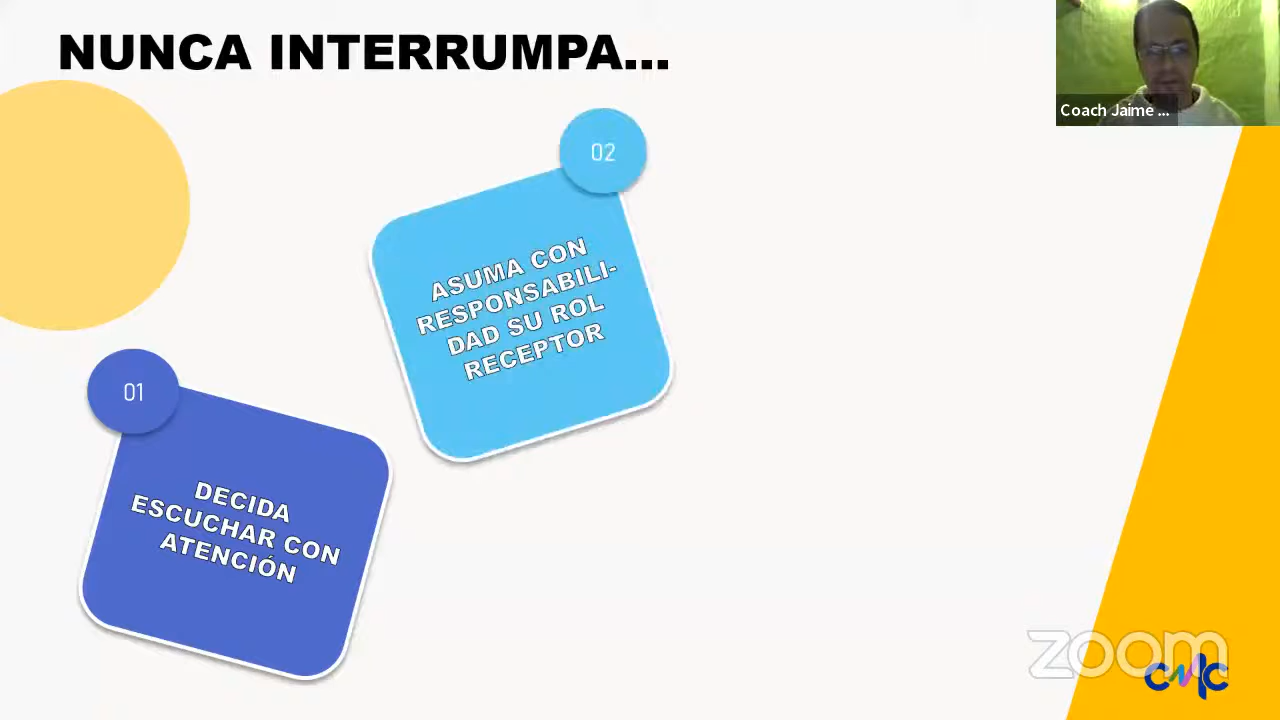 NUNCA INTERRUMPA...
Coach Jaime ...
02
ASUMA CON
RESPONSABILI-
DAD SU ROL
RECEPTOR
01
DECIDA
ESCUCHAR CON
ATENCIÓN
zoom
cmc